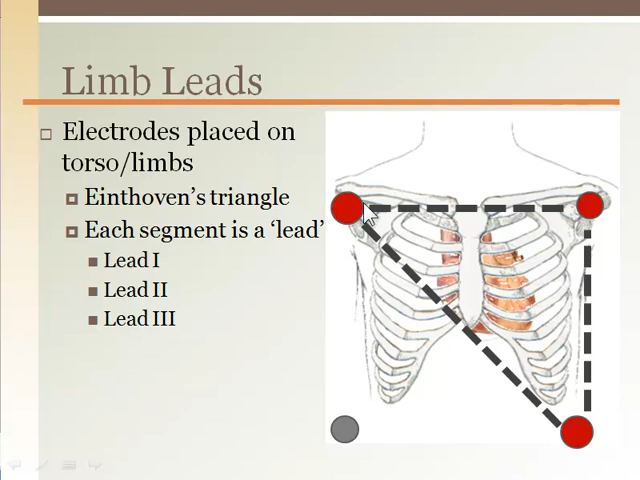 Limb Leads
Electrodes placed on
torso/limbs
Einthoven’s triangle
Each segment is a ‘lead’
Lead I
Lead II
Lead III